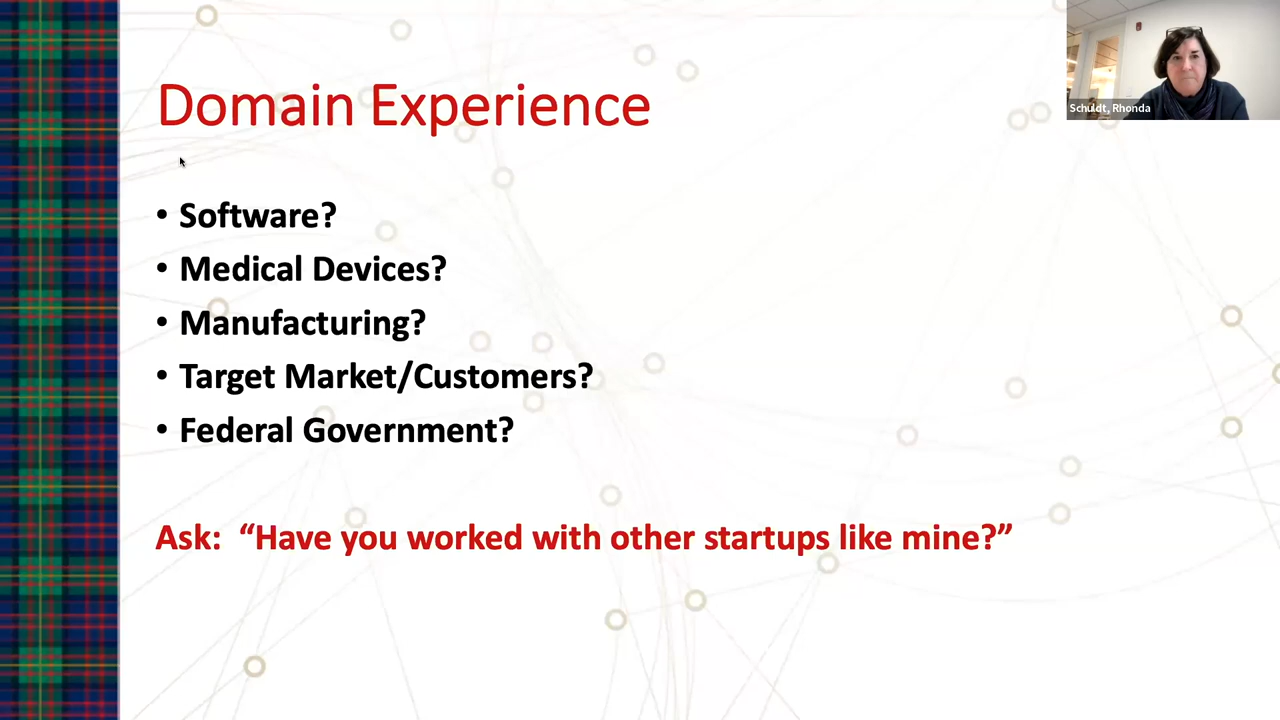 Domain Experience
Schuldt, Rhonda
• Software?
• Medical Devices?
• Manufacturing?
• Target Market/Customers?
• Federal Government?
Ask:  “Have you worked with other startups like mine?”